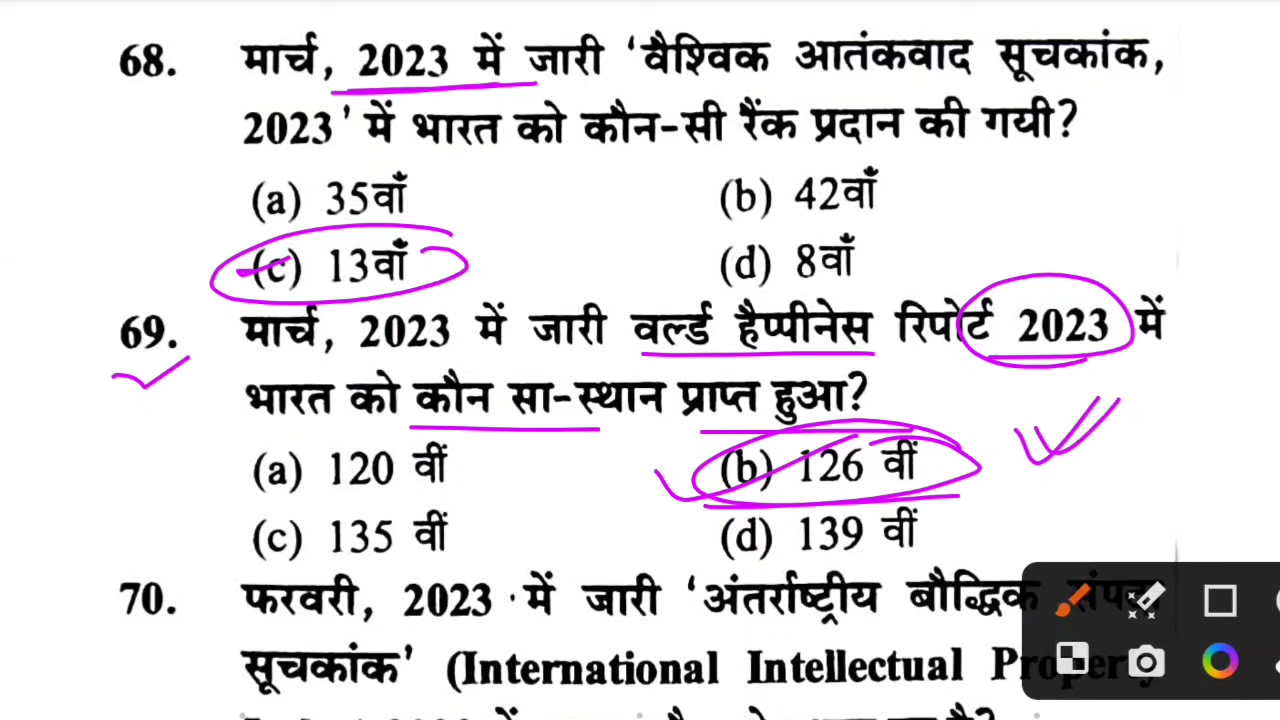 68. मार्च, 2023 में जारी ‘वैश्विक आतंकवाद सूचकांक,
2023’ में भारत को कौन-सी रैंक प्रदान की गयी?
(a) 35वाँ (b) 42वाँ
(c) 13वाँ (d) 8वाँ
69. मार्च, 2023 में जारी वर्ल्ड हैप्पीनेस रिपोर्ट 2023 में
भारत को कौन सा-स्थान प्राप्त हुआ?
(a) 120 वीं (b) 126 वीं
(c) 135 वीं (d) 139 वीं
70. फरवरी, 2023 में जारी ‘अंतर्राष्ट्रीय बौद्धिक
सूचकांक’ (International Intellectual Property